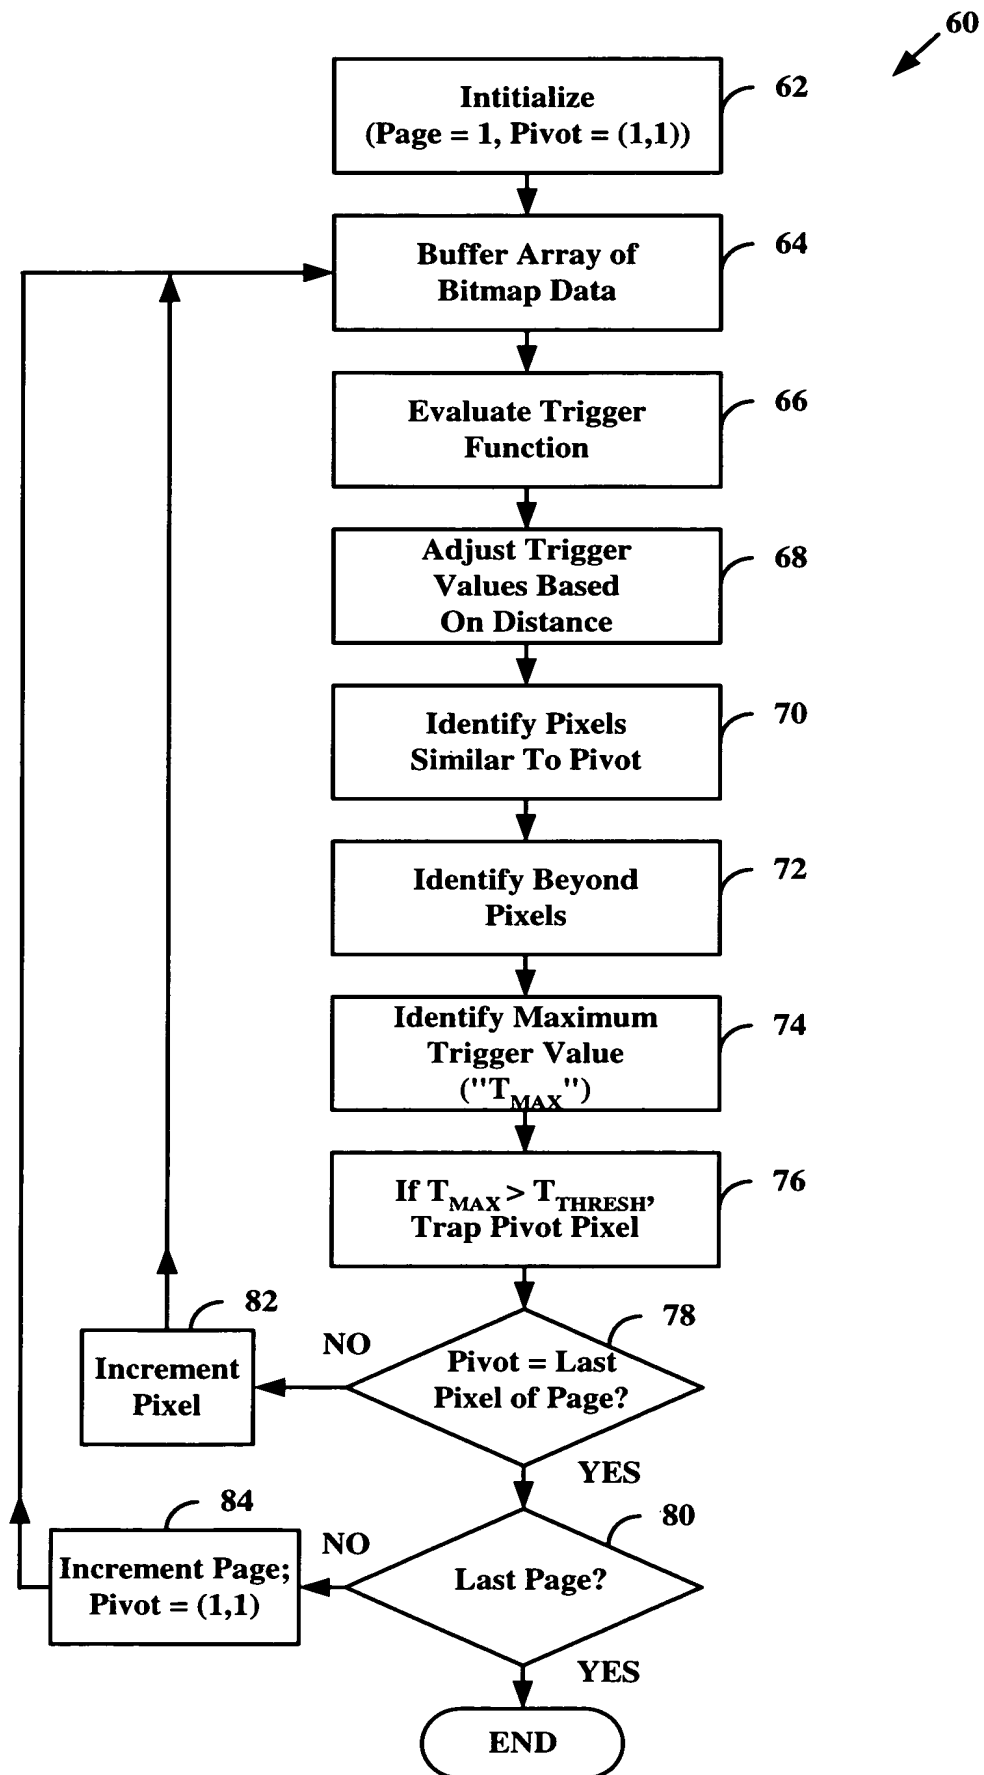 60
Intitialize
(Page = 1, Pivot = (1,1))
62
Buffer Array of
Bitmap Data
64
Evaluate Trigger
Function
66
Adjust Trigger
Values Based
On Distance
68
Identify Pixels
Similar To Pivot
70
Identify Beyond
Pixels
72
Identify Maximum
Trigger Value
("TMAX")
74
If TMAX > TTHRESH,
Trap Pivot Pixel
76
82
NO
78
Increment
Pixel
Pivot = Last
Pixel of Page?
YES
84
NO
80
Increment Page;
Pivot = (1,1)
Last Page?
YES
END